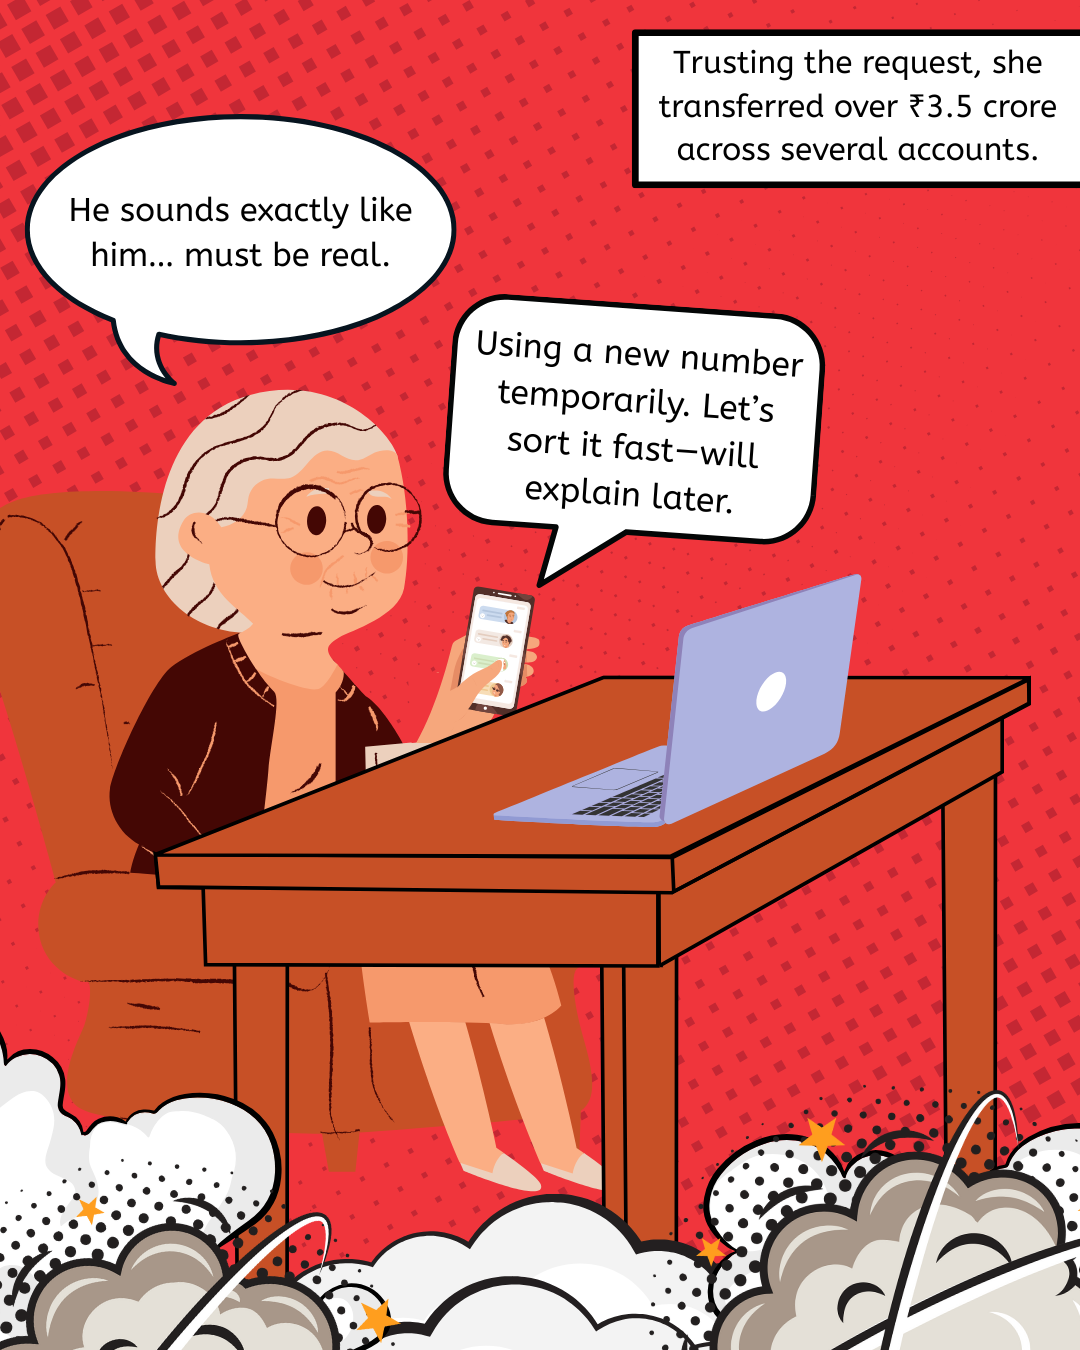 Trusting the request, she
transferred over ₹3.5 crore
across several accounts.
He sounds exactly like
him... must be real.
Using a new number
temporarily. Let's
sort it fast—will
explain later.